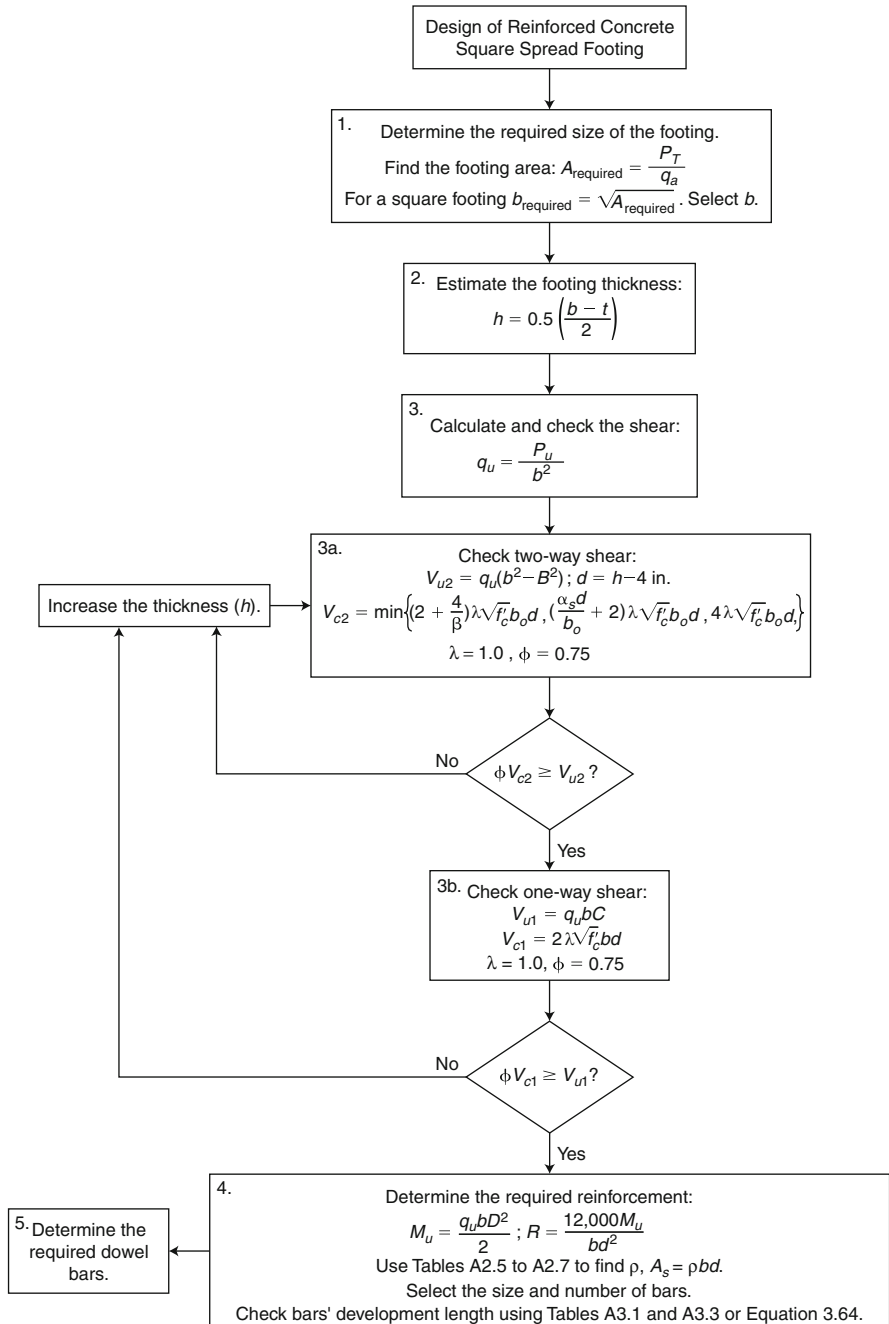 Design of Reinforced Concrete
Square Spread Footing
1.
Determine the required size of the footing.
Find the footing area: A_required = P_T / q_a
For a square footing b_required = √A_required. Select b.
2.
Estimate the footing thickness:
h = 0.5 ((b − t) / 2)
3.
Calculate and check the shear:
q_u = P_u / b²
3a.
Check two-way shear:
V_u2 = q_u(b²−B²) ; d = h−4 in.
V_c2 = min{(2 + 4/β)λ√f′_c b_o d , (α_s d / b_o + 2) λ√f′_c b_o d , 4λ√f′_c b_o d,}
λ = 1.0 , ϕ = 0.75
Increase the thickness (h).
ϕV_c2 ≥ V_u2 ?
No
Yes
3b.
Check one-way shear:
V_u1 = q_u bC
V_c1 = 2λ√f′_c bd
λ = 1.0, ϕ = 0.75
ϕV_c1 ≥ V_u1?
No
Yes
4.
Determine the required reinforcement:
M_u = q_u bD² / 2 ; R = 12,000M_u / bd²
Use Tables A2.5 to A2.7 to find ρ, A_s = ρbd.
Select the size and number of bars.
Check bars' development length using Tables A3.1 and A3.3 or Equation 3.64.
5.
Determine the
required dowel
bars.